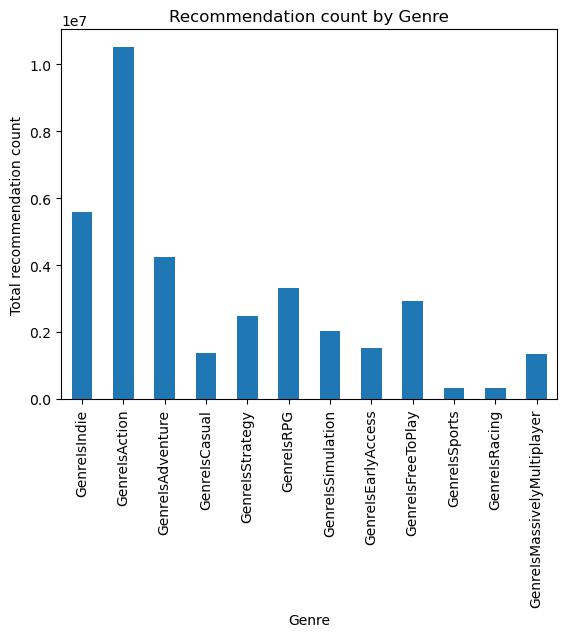 Recommendation count by Genre
1e7
Total recommendation count
1.0
0.8
0.6
0.4
0.2
0.0
GenreIsIndie
GenreIsAction
GenreIsAdventure
GenreIsCasual
GenreIsStrategy
GenreIsRPG
GenreIsSimulation
GenreIsEarlyAccess
GenreIsFreeToPlay
GenreIsSports
GenreIsRacing
GenreIsMassivelyMultiplayer
Genre